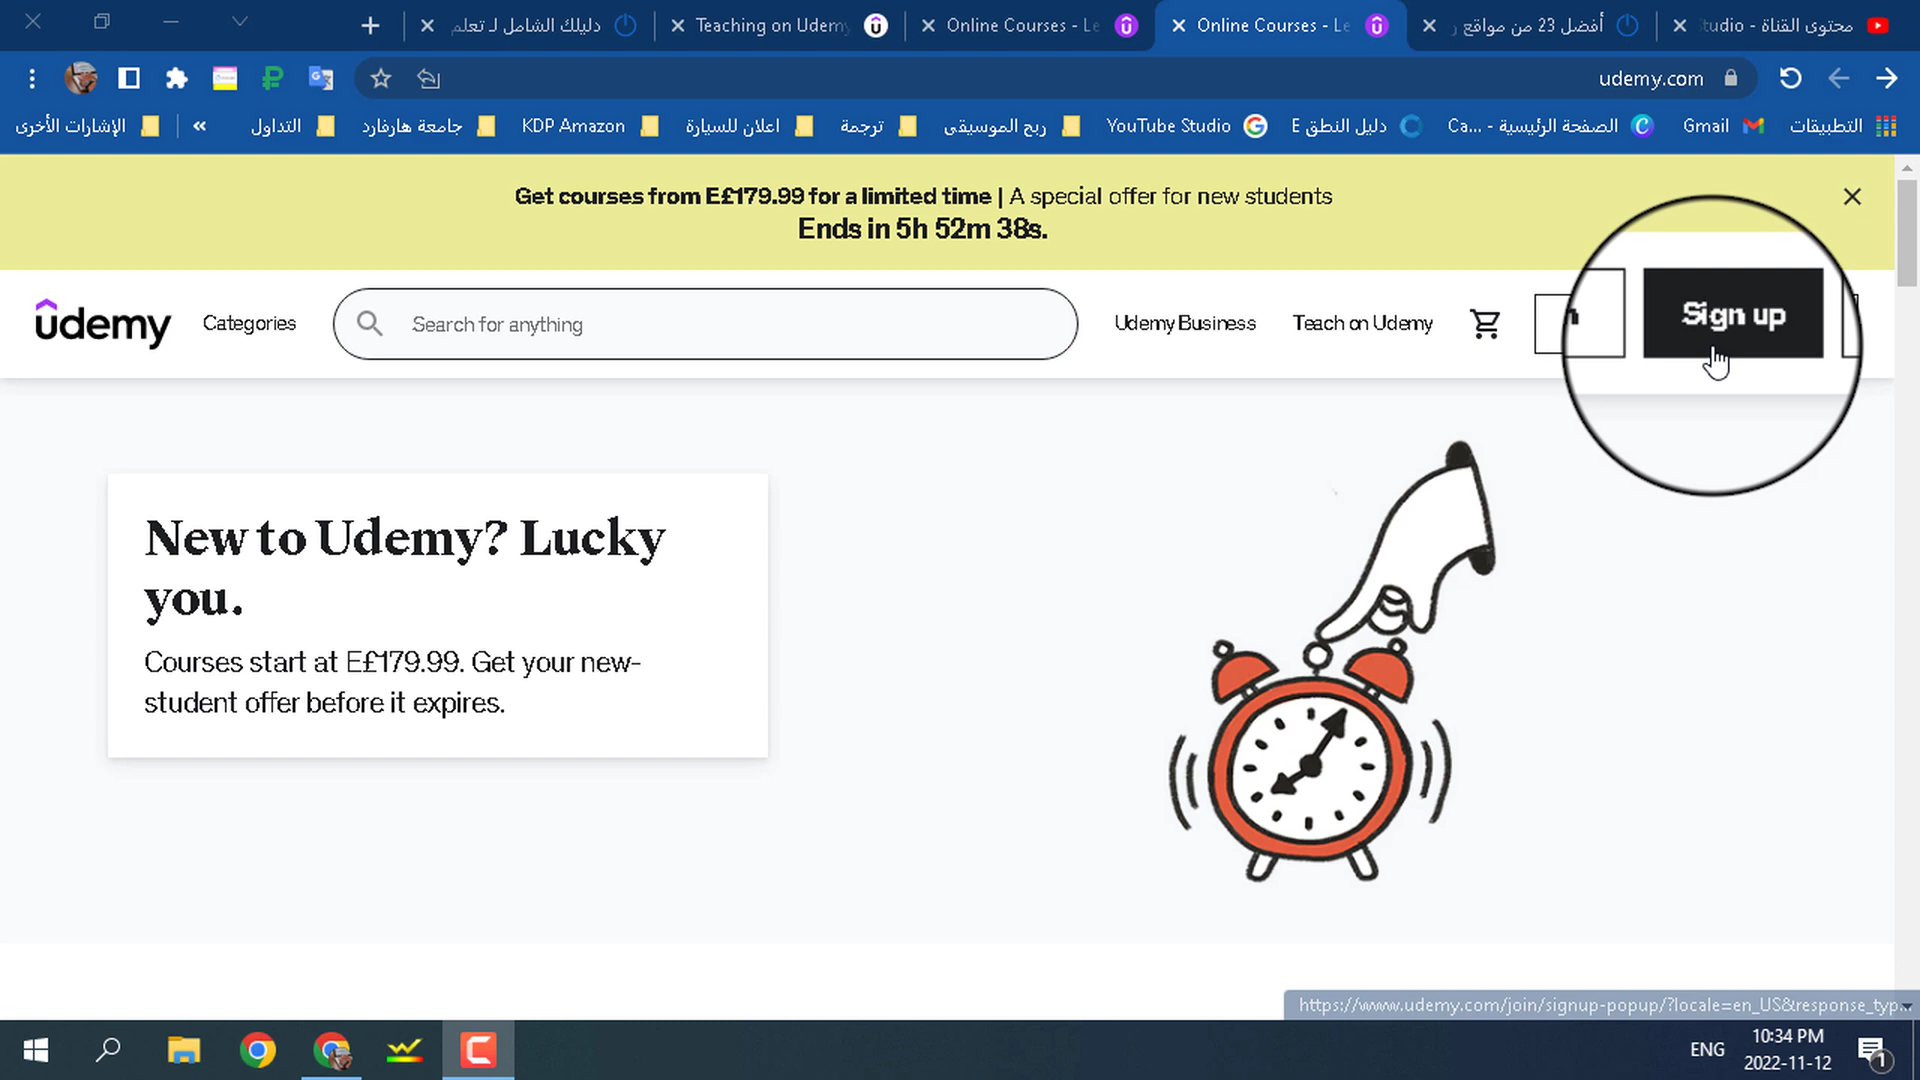 محتوى القناة - Studio
أفضل 23 من مواقع ر
Online Courses - Le
Online Courses - Le
Teaching on Udemy
دليلك الشامل لـ تعلم
udemy.com
التطبيقات
Gmail
الصفحة الرئيسية - Ca...
دليل النطق E
YouTube Studio
ربح الموسيقى
ترجمة
اعلان للسيارة
KDP Amazon
جامعة هارفارد
التداول
»
الإشارات الأخرى
Get courses from E£179.99 for a limited time | A special offer for new students
Ends in 5h 52m 38s.
udemy
Categories
Search for anything
Udemy Business
Teach on Udemy
Sign up
New to Udemy? Lucky
you.
Courses start at E£179.99. Get your new-
student offer before it expires.
https://www.udemy.com/join/signup-popup/?locale=en_US&response_typ...
ENG
10:34 PM
2022-11-12
1